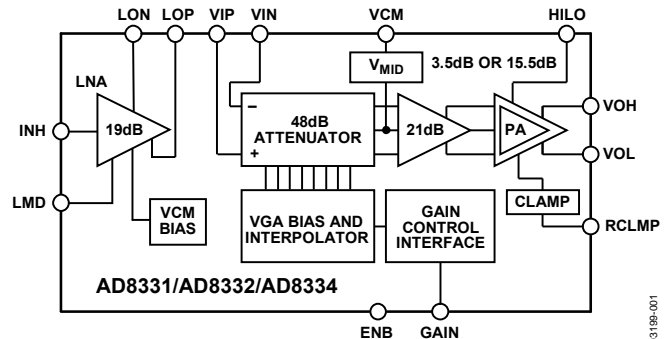 LON LOP VIP VIN VCM HILO
LNA
V_MID
3.5dB OR 15.5dB
INH
19dB
−
+
48dB
ATTENUATOR
21dB
PA
VOH
VOL
LMD
VCM
BIAS
VGA BIAS AND
INTERPOLATOR
GAIN
CONTROL
INTERFACE
CLAMP
RCLMP
AD8331/AD8332/AD8334
ENB GAIN
3199-001